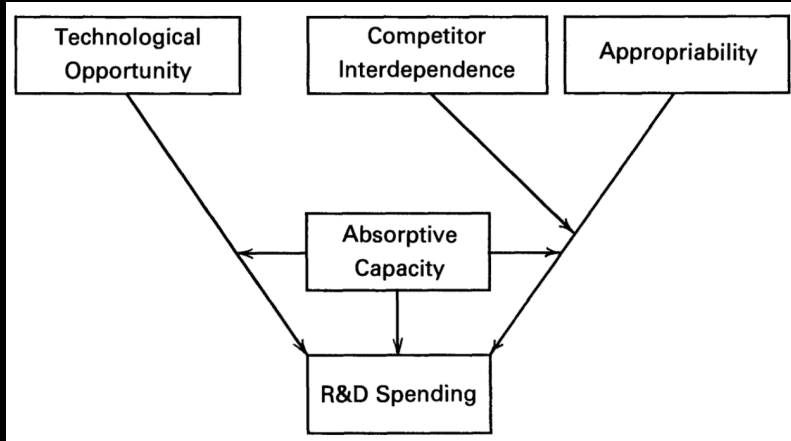 Technological
Opportunity
Competitor
Interdependence
Appropriability
Absorptive
Capacity
R&D Spending